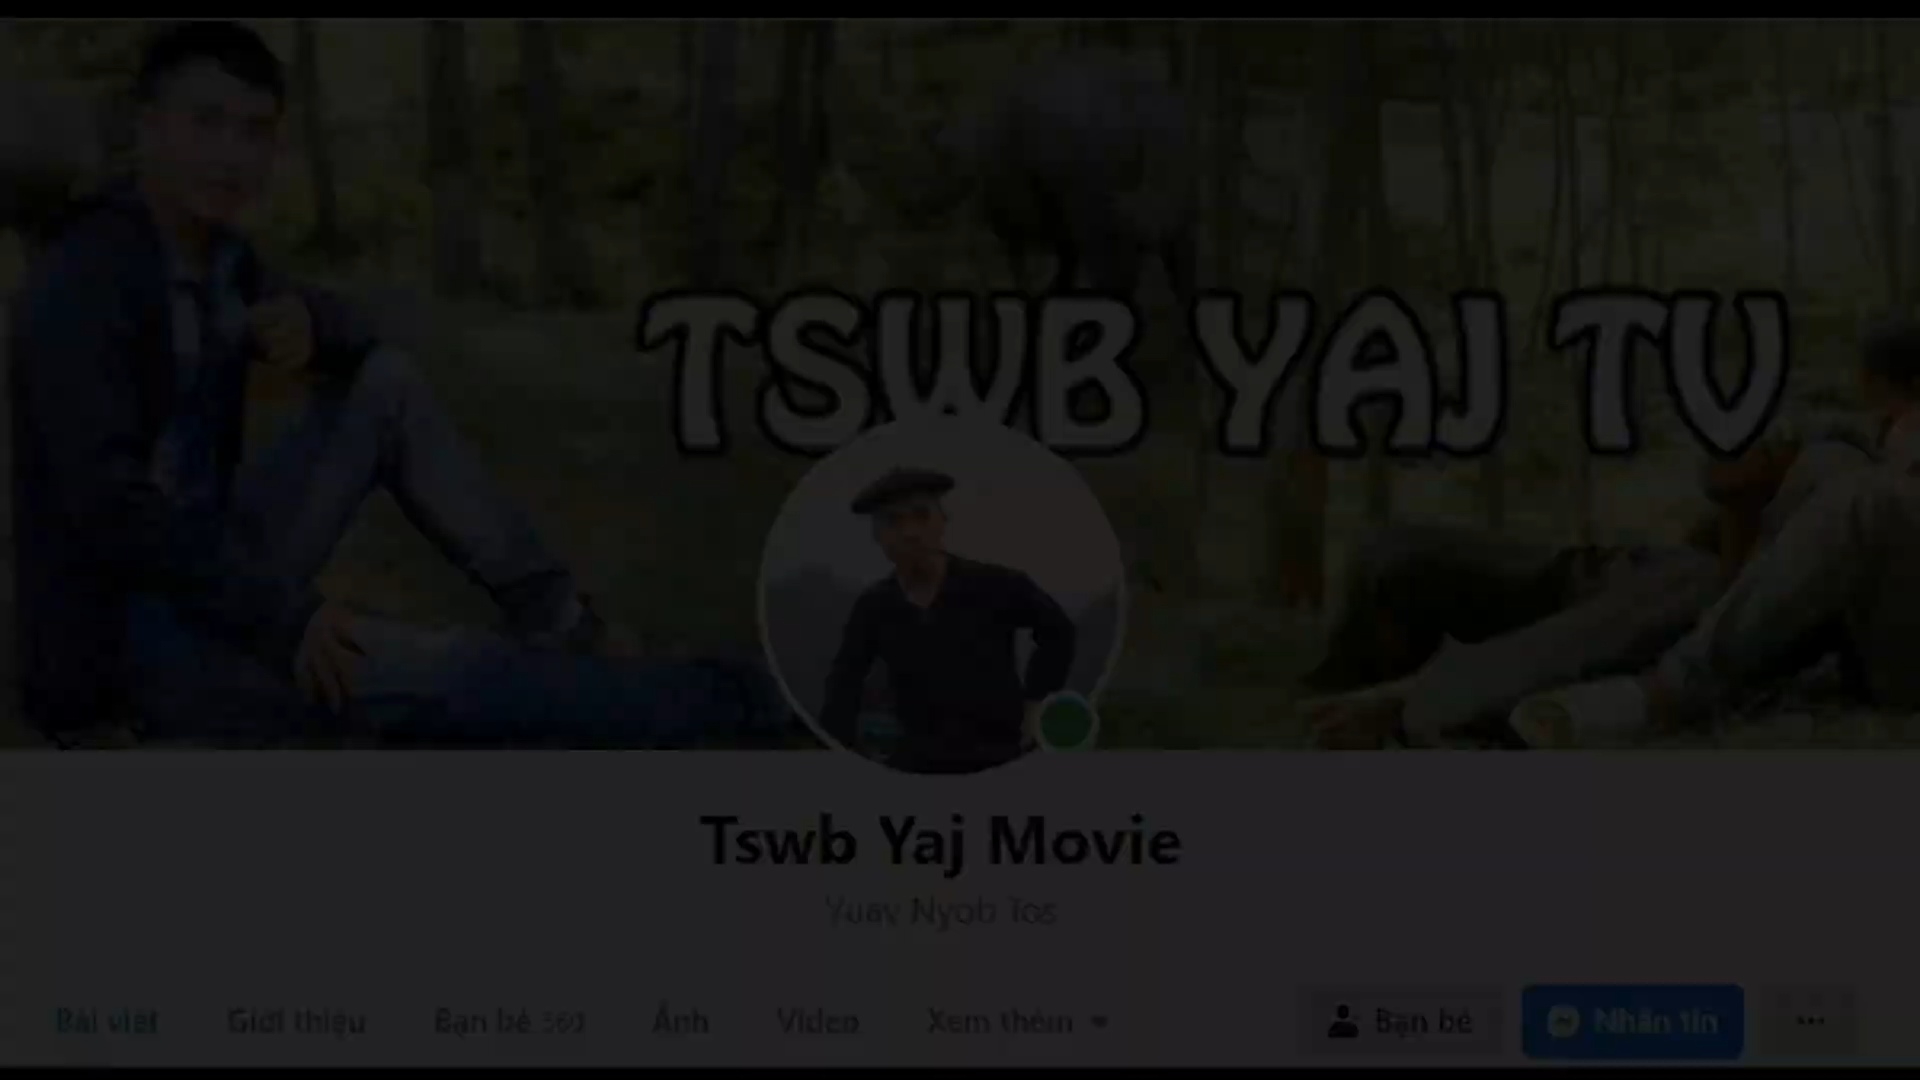 TSWB YAJ TV
Tswb Yaj Movie
Yuav Nyob Tos
Bài viết Giới thiệu Bạn bè Ảnh Video Xem thêm Bạn bè Nhắn tin